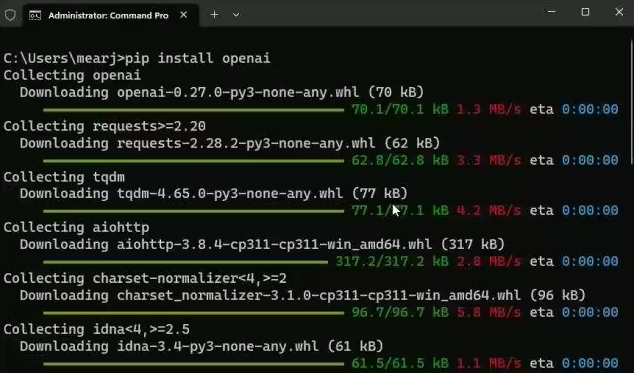 Administrator: Command Pro
C:\Users\mearj>pip install openai
Collecting openai
Downloading openai-0.27.0-py3-none-any.whl (70 kB)
70.1/70.1 kB 1.3 MB/s eta 0:00:00
Collecting requests>=2.20
Downloading requests-2.28.2-py3-none-any.whl (62 kB)
62.8/62.8 kB 3.3 MB/s eta 0:00:00
Collecting tqdm
Downloading tqdm-4.65.0-py3-none-any.whl (77 kB)
77.1/77.1 kB 4.2 MB/s eta 0:00:00
Collecting aiohttp
Downloading aiohttp-3.8.4-cp311-cp311-win_amd64.whl (317 kB)
317.2/317.2 kB 2.8 MB/s eta 0:00:00
Collecting charset-normalizer<4,>=2
Downloading charset_normalizer-3.1.0-cp311-cp311-win_amd64.whl (96 kB)
96.7/96.7 kB 5.8 MB/s eta 0:00:00
Collecting idna<4,>=2.5
Downloading idna-3.4-py3-none-any.whl (61 kB)
61.5/61.5 kB 1.1 MB/s eta 0:00:00